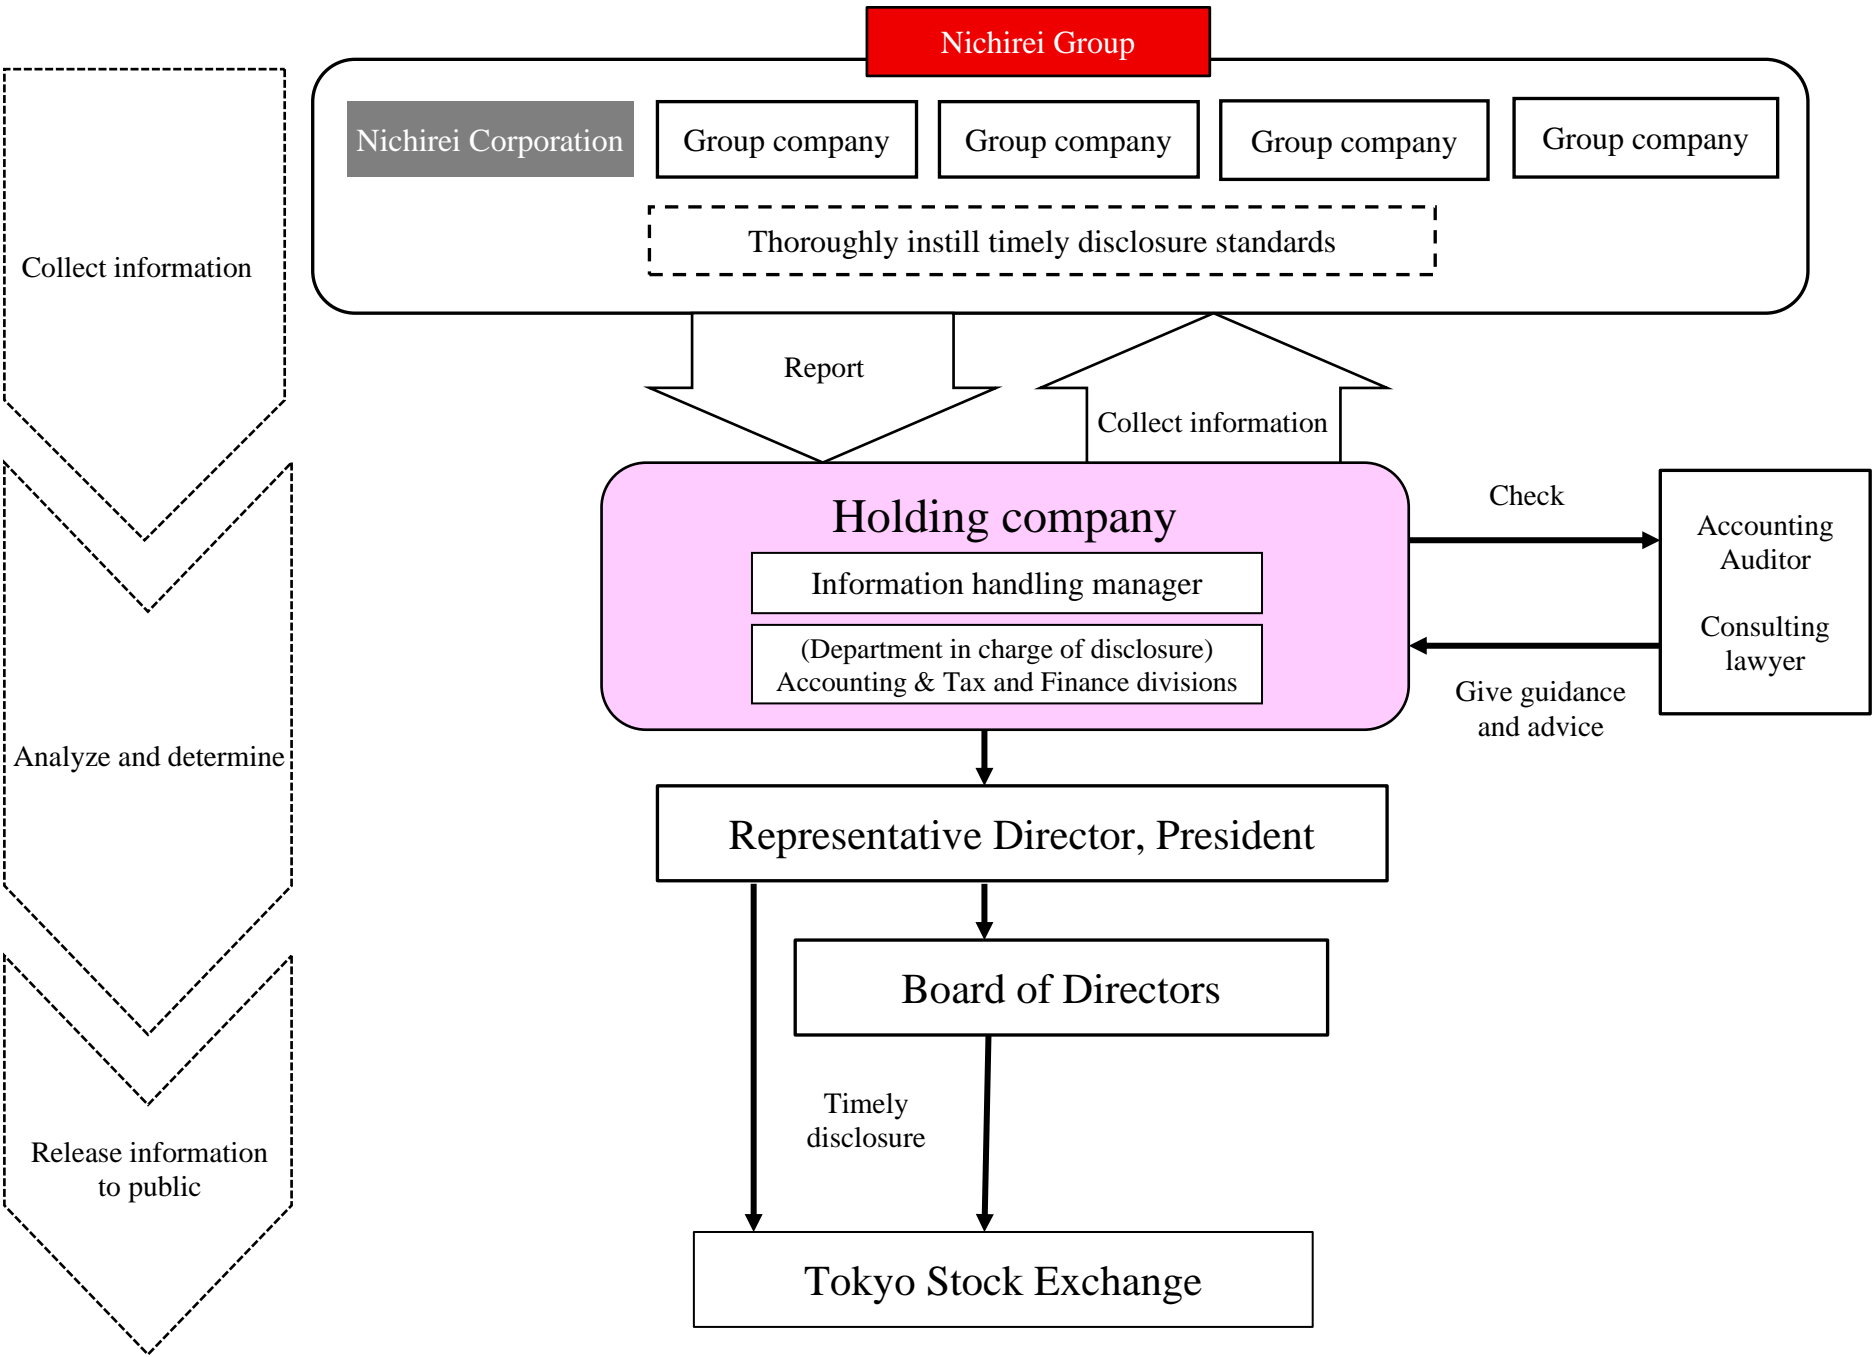 Nichirei Group
Nichirei Corporation
Group company
Group company
Group company
Group company
Thoroughly instill timely disclosure standards
Collect information
Report
Collect information
Holding company
Information handling manager
(Department in charge of disclosure)
Accounting & Tax and Finance divisions
Check
Accounting
Auditor
Consulting
lawyer
Give guidance
and advice
Analyze and determine
Representative Director, President
Board of Directors
Timely
disclosure
Release information
to public
Tokyo Stock Exchange